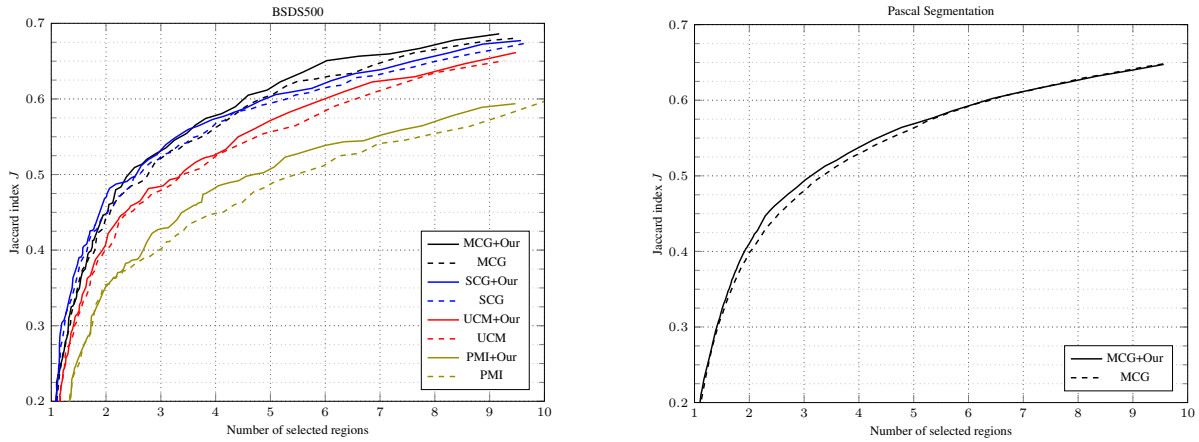 BSDS500
0.7
0.6
0.5
0.4
0.3
0.2
Jaccard index J
1 2 3 4 5 6 7 8 9 10
Number of selected regions
MCG+Our
MCG
SCG+Our
SCG
UCM+Our
UCM
PMI+Our
PMI
Pascal Segmentation
0.7
0.6
0.5
0.4
0.3
0.2
Jaccard index J
1 2 3 4 5 6 7 8 9 10
Number of selected regions
MCG+Our
MCG